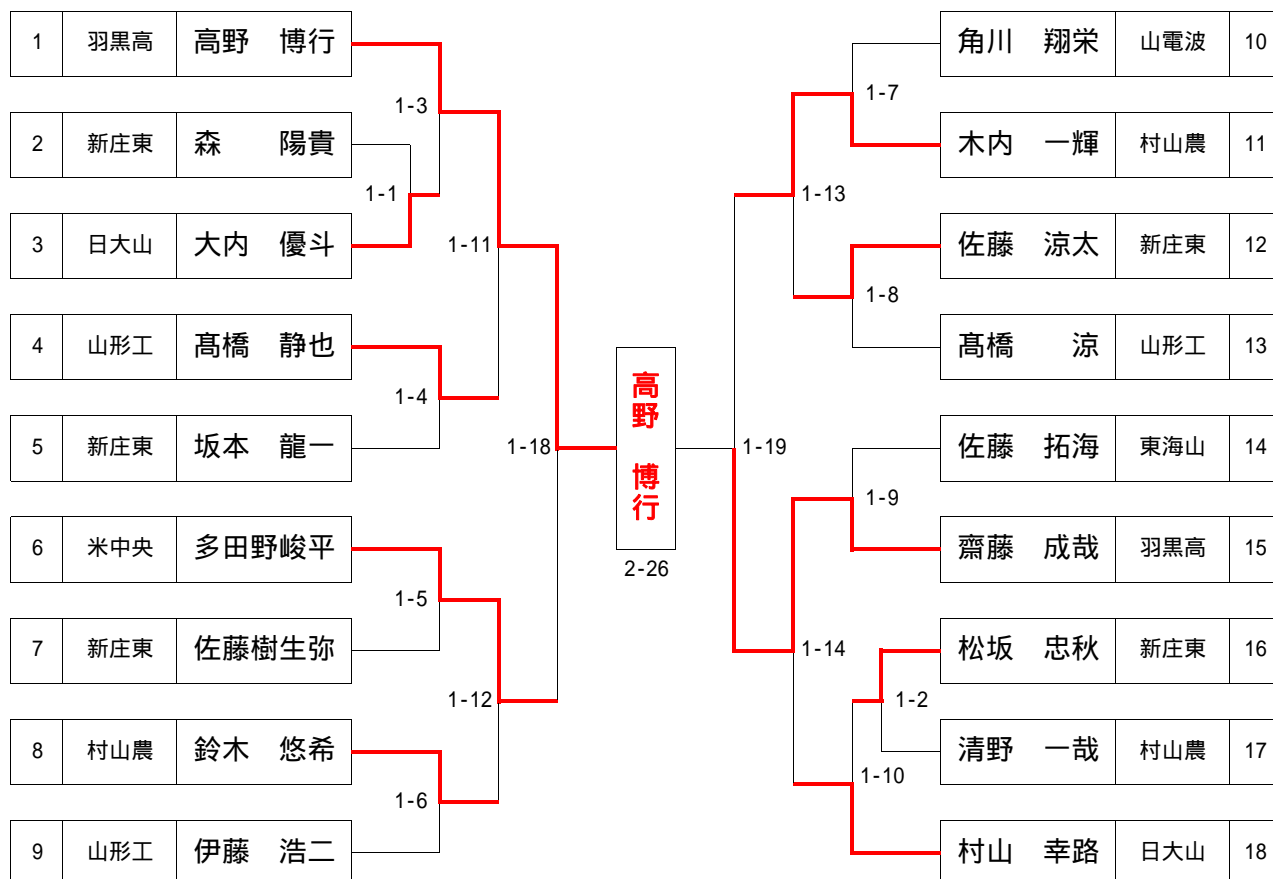 1 羽黒高 高野 博行
2 新庄東 森 陽貴
3 日大山 大内 優斗
4 山形工 髙橋 静也
5 新庄東 坂本 龍一
6 米中央 多田野峻平
7 新庄東 佐藤樹生弥
8 村山農 鈴木 悠希
9 山形工 伊藤 浩二
1-3
1-1
1-11
1-4
1-18
1-5
1-12
1-6
高野 博行
2-26
1-7
1-13
1-8
1-19
1-9
1-14
1-2
1-10
角川 翔栄 山電波 10
木内 一輝 村山農 11
佐藤 涼太 新庄東 12
髙橋 涼 山形工 13
佐藤 拓海 東海山 14
齋藤 成哉 羽黒高 15
松坂 忠秋 新庄東 16
清野 一哉 村山農 17
村山 幸路 日大山 18